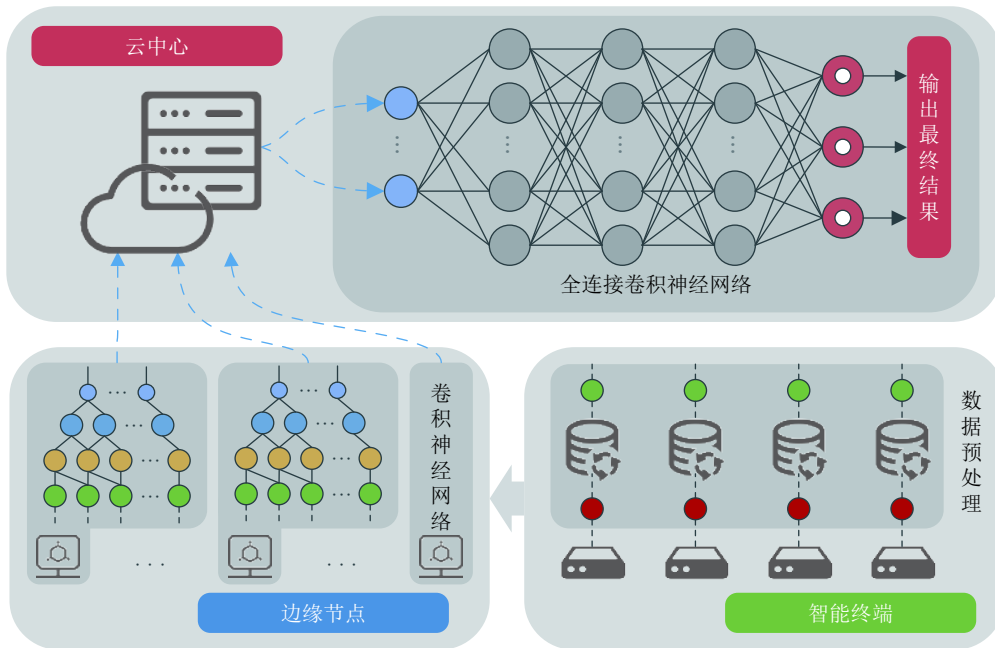 云中心
输出最终结果
全连接卷积神经网络
卷积神经网络
数据预处理
边缘节点
智能终端